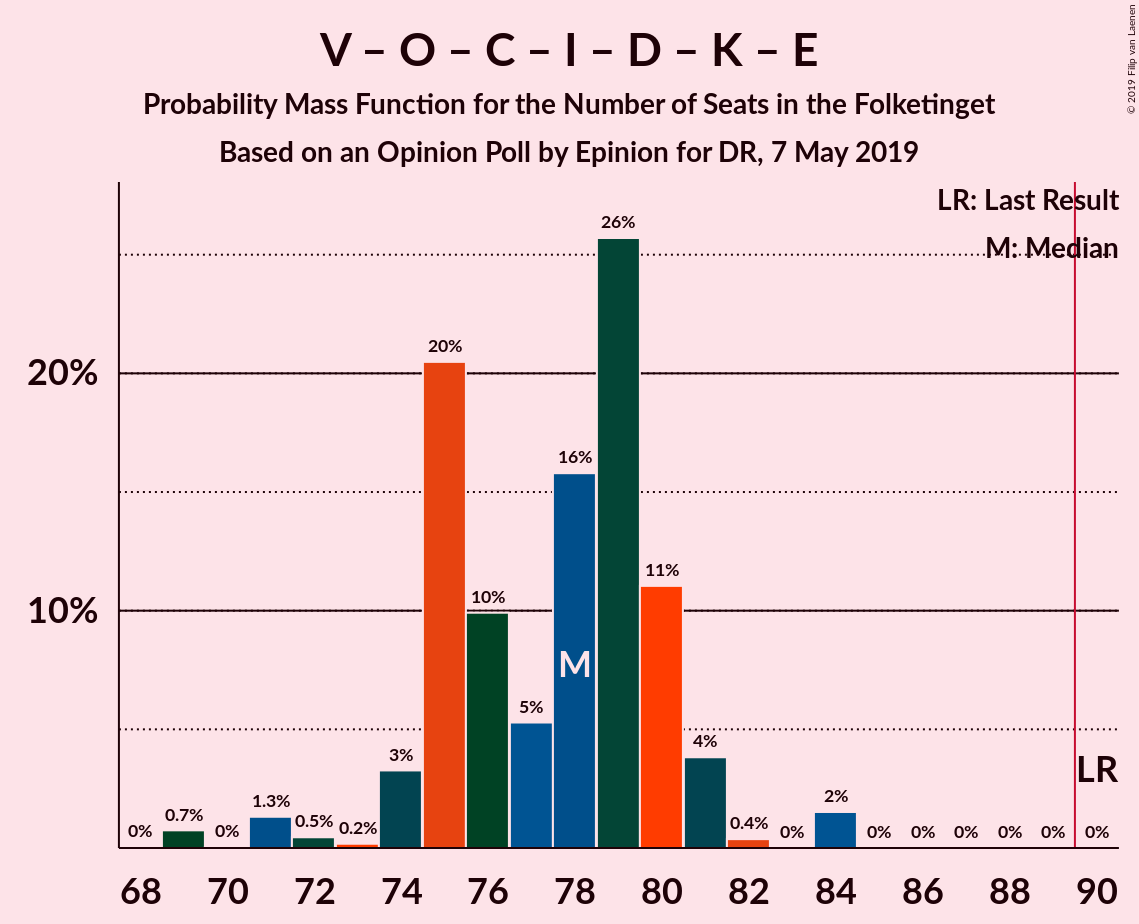 V – O – C – I – D – K – E
Probability Mass Function for the Number of Seats in the Folketinget
Based on an Opinion Poll by Epinion for DR, 7 May 2019
© 2019 Filip van Laenen
LR: Last Result
M: Median
26%
20%
20%
16%
11%
10%
10%
M
5%
4%
3%
LR
2%
0% 0.7% 0% 1.3% 0.5% 0.2% 0.4% 0% 0% 0% 0% 0% 0% 0%
68 70 72 74 76 78 80 82 84 86 88 90